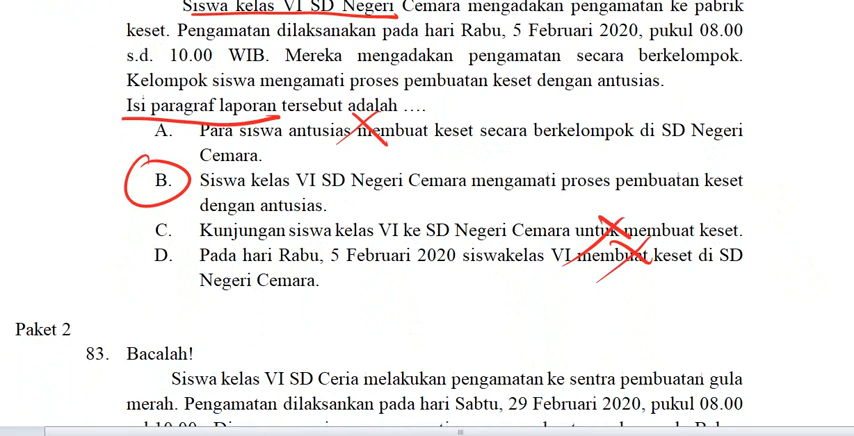 Siswa kelas VI SD Negeri Cemara mengadakan pengamatan ke pabrik
keset. Pengamatan dilaksanakan pada hari Rabu, 5 Februari 2020, pukul 08.00
s.d. 10.00 WIB. Mereka mengadakan pengamatan secara berkelompok.
Kelompok siswa mengamati proses pembuatan keset dengan antusias.
Isi paragraf laporan tersebut adalah ….
A. Para siswa antusias membuat keset secara berkelompok di SD Negeri
Cemara.
B. Siswa kelas VI SD Negeri Cemara mengamati proses pembuatan keset
dengan antusias.
C. Kunjungan siswa kelas VI ke SD Negeri Cemara untuk membuat keset.
D. Pada hari Rabu, 5 Februari 2020 siswakelas VI membuat keset di SD
Negeri Cemara.
Paket 2
83. Bacalah!
Siswa kelas VI SD Ceria melakukan pengamatan ke sentra pembuatan gula
merah. Pengamatan dilaksankan pada hari Sabtu, 29 Februari 2020, pukul 08.00